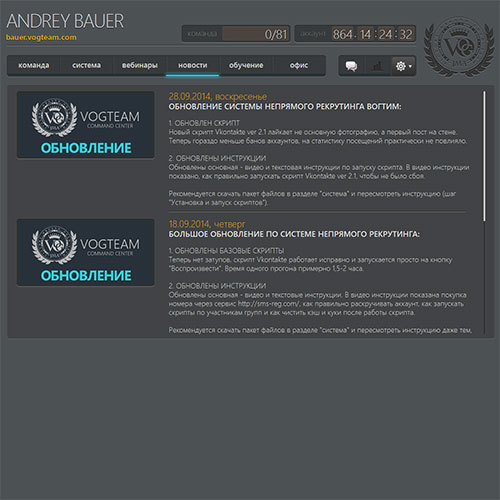 ANDREY BAUER
bauer.vogteam.com
команда 0/81
аккаунт 864.14:24:32
команда система вебинары новости обучение офис
VOGTEAM
COMMAND CENTER
ОБНОВЛЕНИЕ
28.09.2014, воскресенье
ОБНОВЛЕНИЕ СИСТЕМЫ НЕПРЯМОГО РЕКРУТИНГА ВОГТИМ:
1. ОБНОВЛЕН СКРИПТ
Новый скрипт Vkontakte ver 2.1 лайкает не основную фотографию, а первый пост на стене.
Теперь гораздо меньше банов аккаунтов, на статистику посещений практически не повлияло.
2. ОБНОВЛЕНЫ ИНСТРУКЦИИ
Обновлены основная - видео и текстовая инструкции по запуску скрипта. В видео инструкции
показано, как правильно запускать скрипт Vkontakte ver 2.1, чтобы не было сбоя.
Рекомендуется скачать пакет файлов в разделе "система" и пересмотреть инструкцию (шаг
"Установка и запуск скриптов").
VOGTEAM
COMMAND CENTER
ОБНОВЛЕНИЕ
18.09.2014, четверг
БОЛЬШОЕ ОБНОВЛЕНИЕ ПО СИСТЕМЕ НЕПРЯМОГО РЕКРУТИНГА:
1. ОБНОВЛЕНЫ БАЗОВЫЕ СКРИПТЫ
Теперь нет затупов, скрипт Vkontakte работает исправно и запускается просто на кнопку
"Воспроизвести". Время одного прогона примерно 1,5-2 часа.
2. ОБНОВЛЕНЫ ИНСТРУКЦИИ
Обновлены основная - видео и текстовые инструкции. В видео инструкции показана покупка
номера через сервис http://sms-reg.com/, как правильно раскручивать аккаунт, как запускать
скрипты по участникам групп и как чистить кэш и куки после работы скрипта.
Рекомендуется скачать пакет файлов в разделе "система" и пересмотреть инструкцию даже тем,